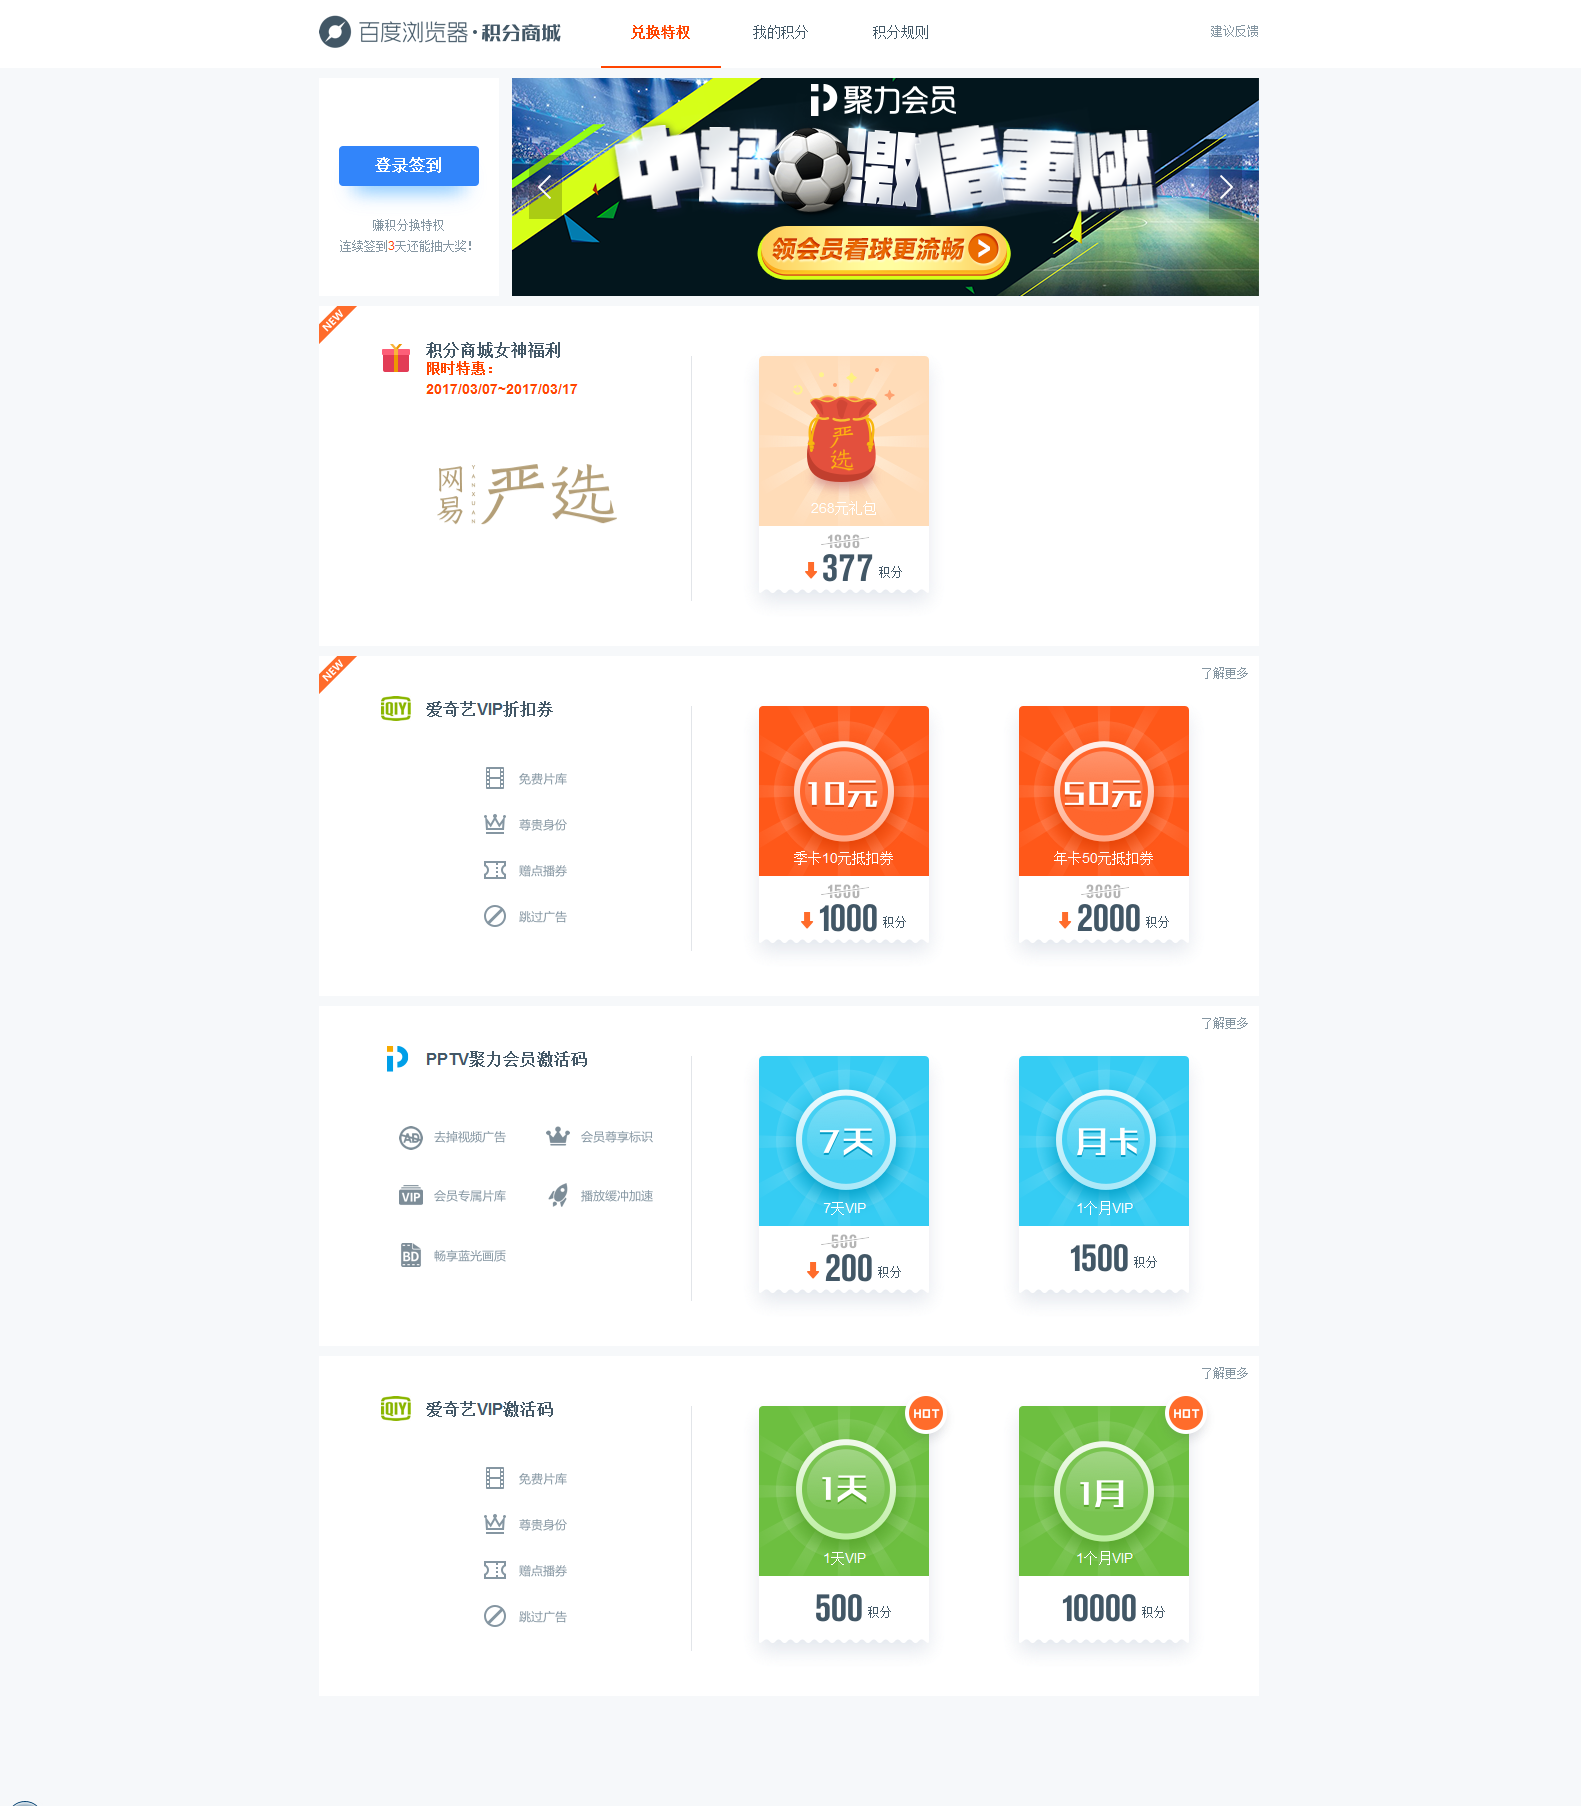 百度浏览器·积分商城
兑换特权
我的积分
积分规则
建议反馈
登录签到
赚积分换特权
连续签到3天还能抽大奖!
聚力会员
中超激情重燃
领会员看球更流畅
NEW
积分商城女神福利
限时特惠:
2017/03/07~2017/03/17
网易严选
YANXUAN
严选
268元礼包
1988
377 积分
NEW
了解更多
iQIYI
爱奇艺VIP折扣券
免费片库
尊贵身份
赠点播券
跳过广告
10元
季卡10元抵扣券
1500
1000 积分
50元
年卡50元抵扣券
3000
2000 积分
了解更多
PPTV聚力会员激活码
AD 去掉视频广告
会员尊享标识
VIP 会员专属片库
播放缓冲加速
BD 畅享蓝光画质
7天
7天VIP
500
200 积分
月卡
1个月VIP
1500 积分
了解更多
iQIYI
爱奇艺VIP激活码
免费片库
尊贵身份
赠点播券
跳过广告
HOT
1天
1天VIP
500 积分
HOT
1月
1个月VIP
10000 积分